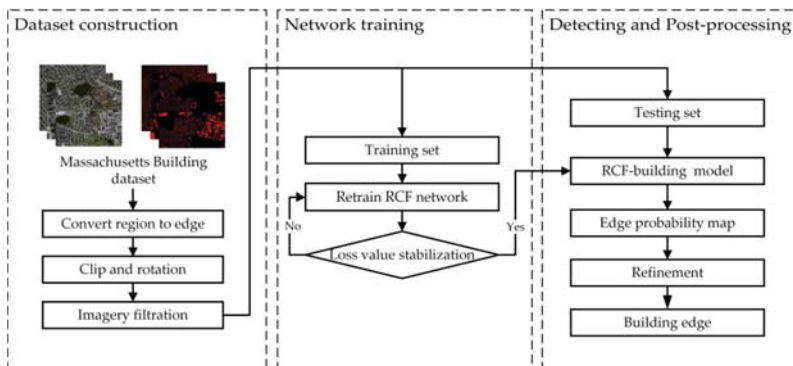 Dataset construction
Massachusetts Building
dataset
Convert region to edge
Clip and rotation
Imagery filtration
Network training
Training set
Retrain RCF network
No
Yes
Loss value stabilization
Detecting and Post-processing
Testing set
RCF-building model
Edge probability map
Refinement
Building edge